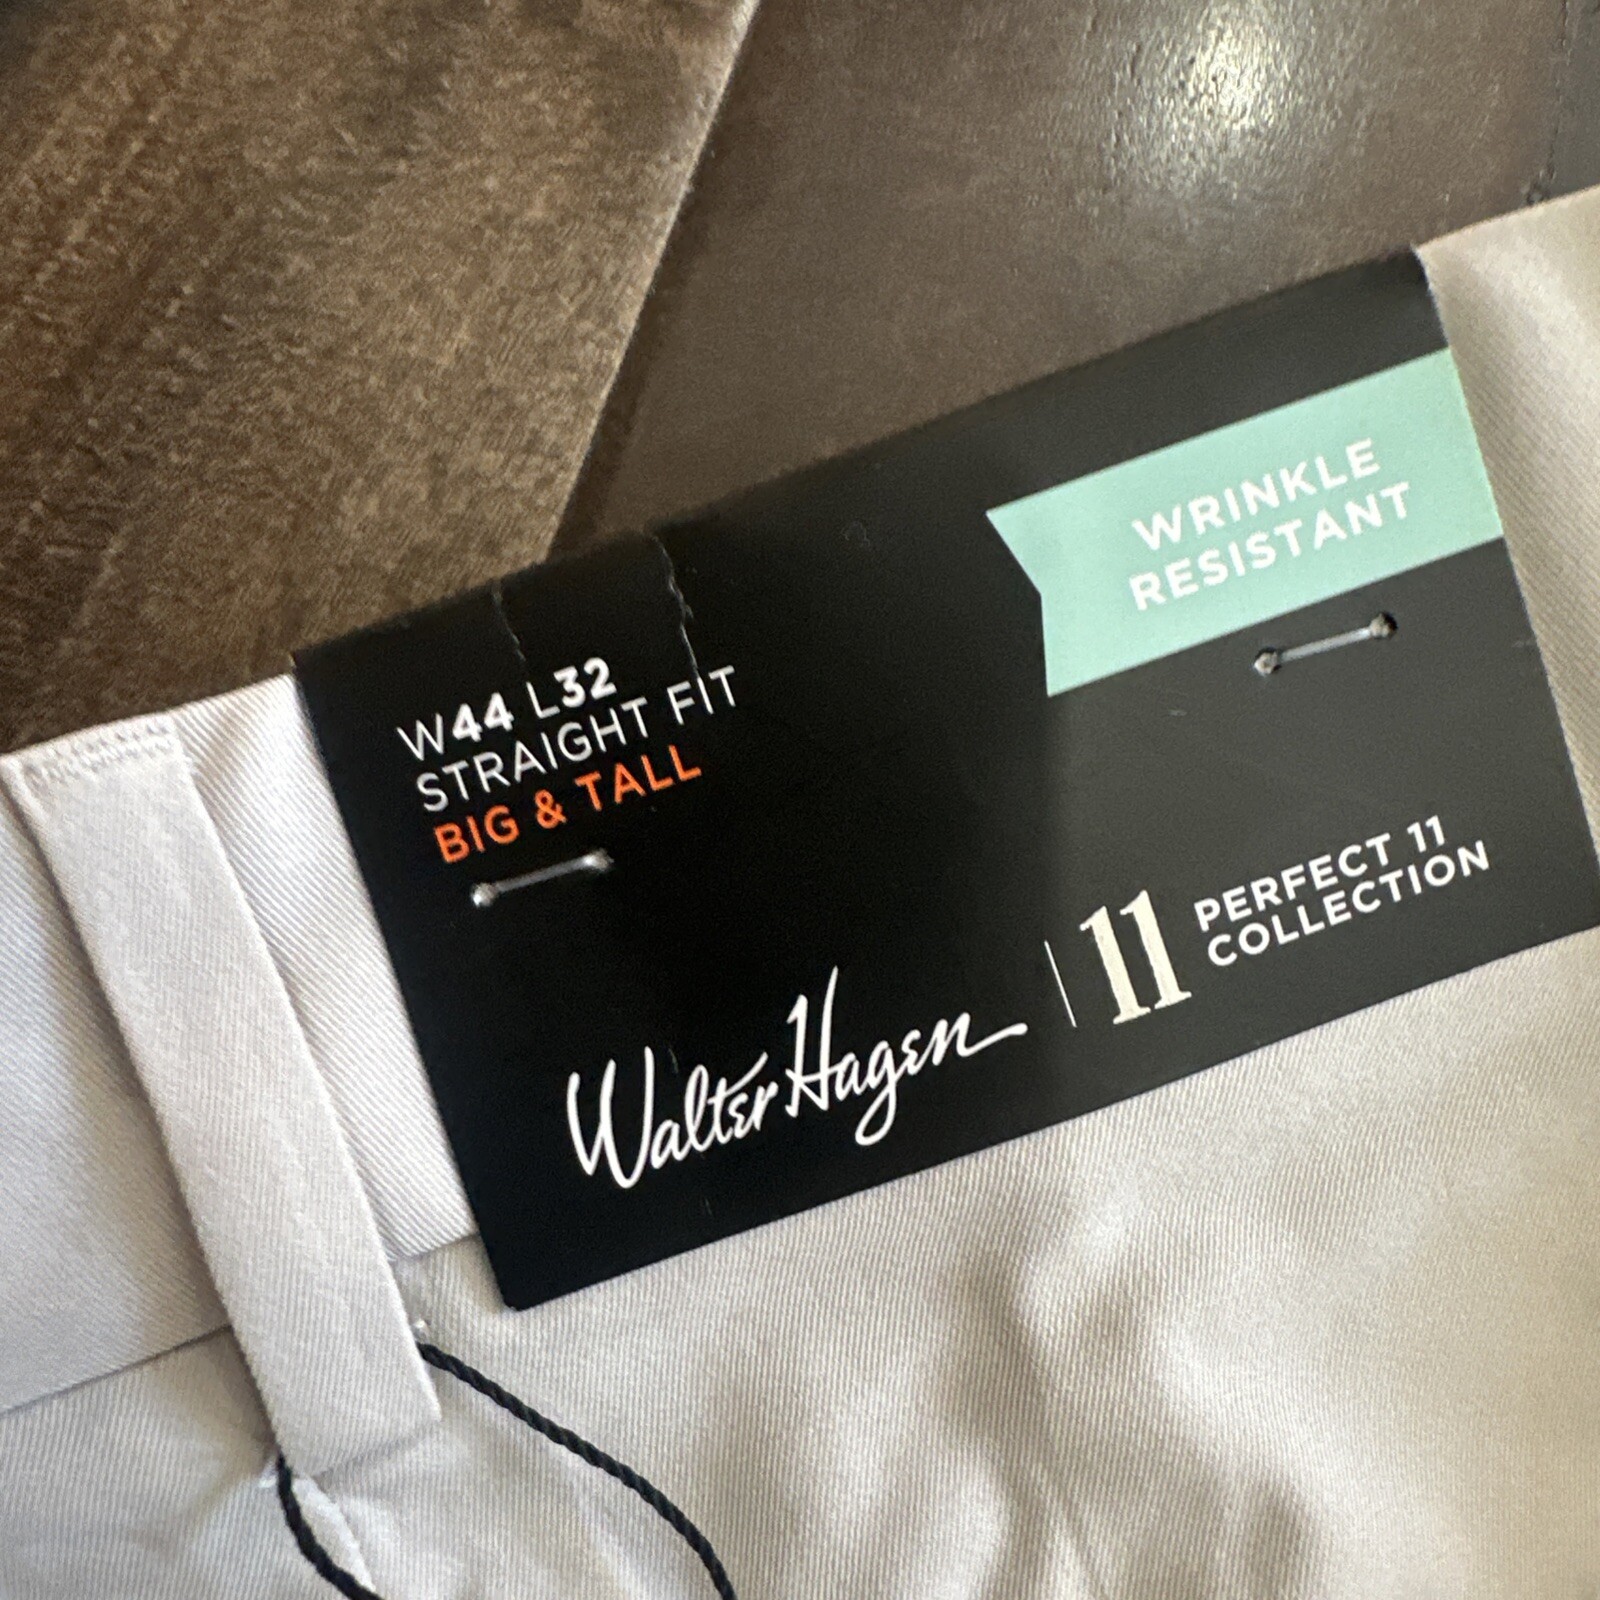 WRINKLE
RESISTANT
W44 L32
STRAIGHT FIT
BIG & TALL
Walter Hagen | 11 PERFECT 11
COLLECTION